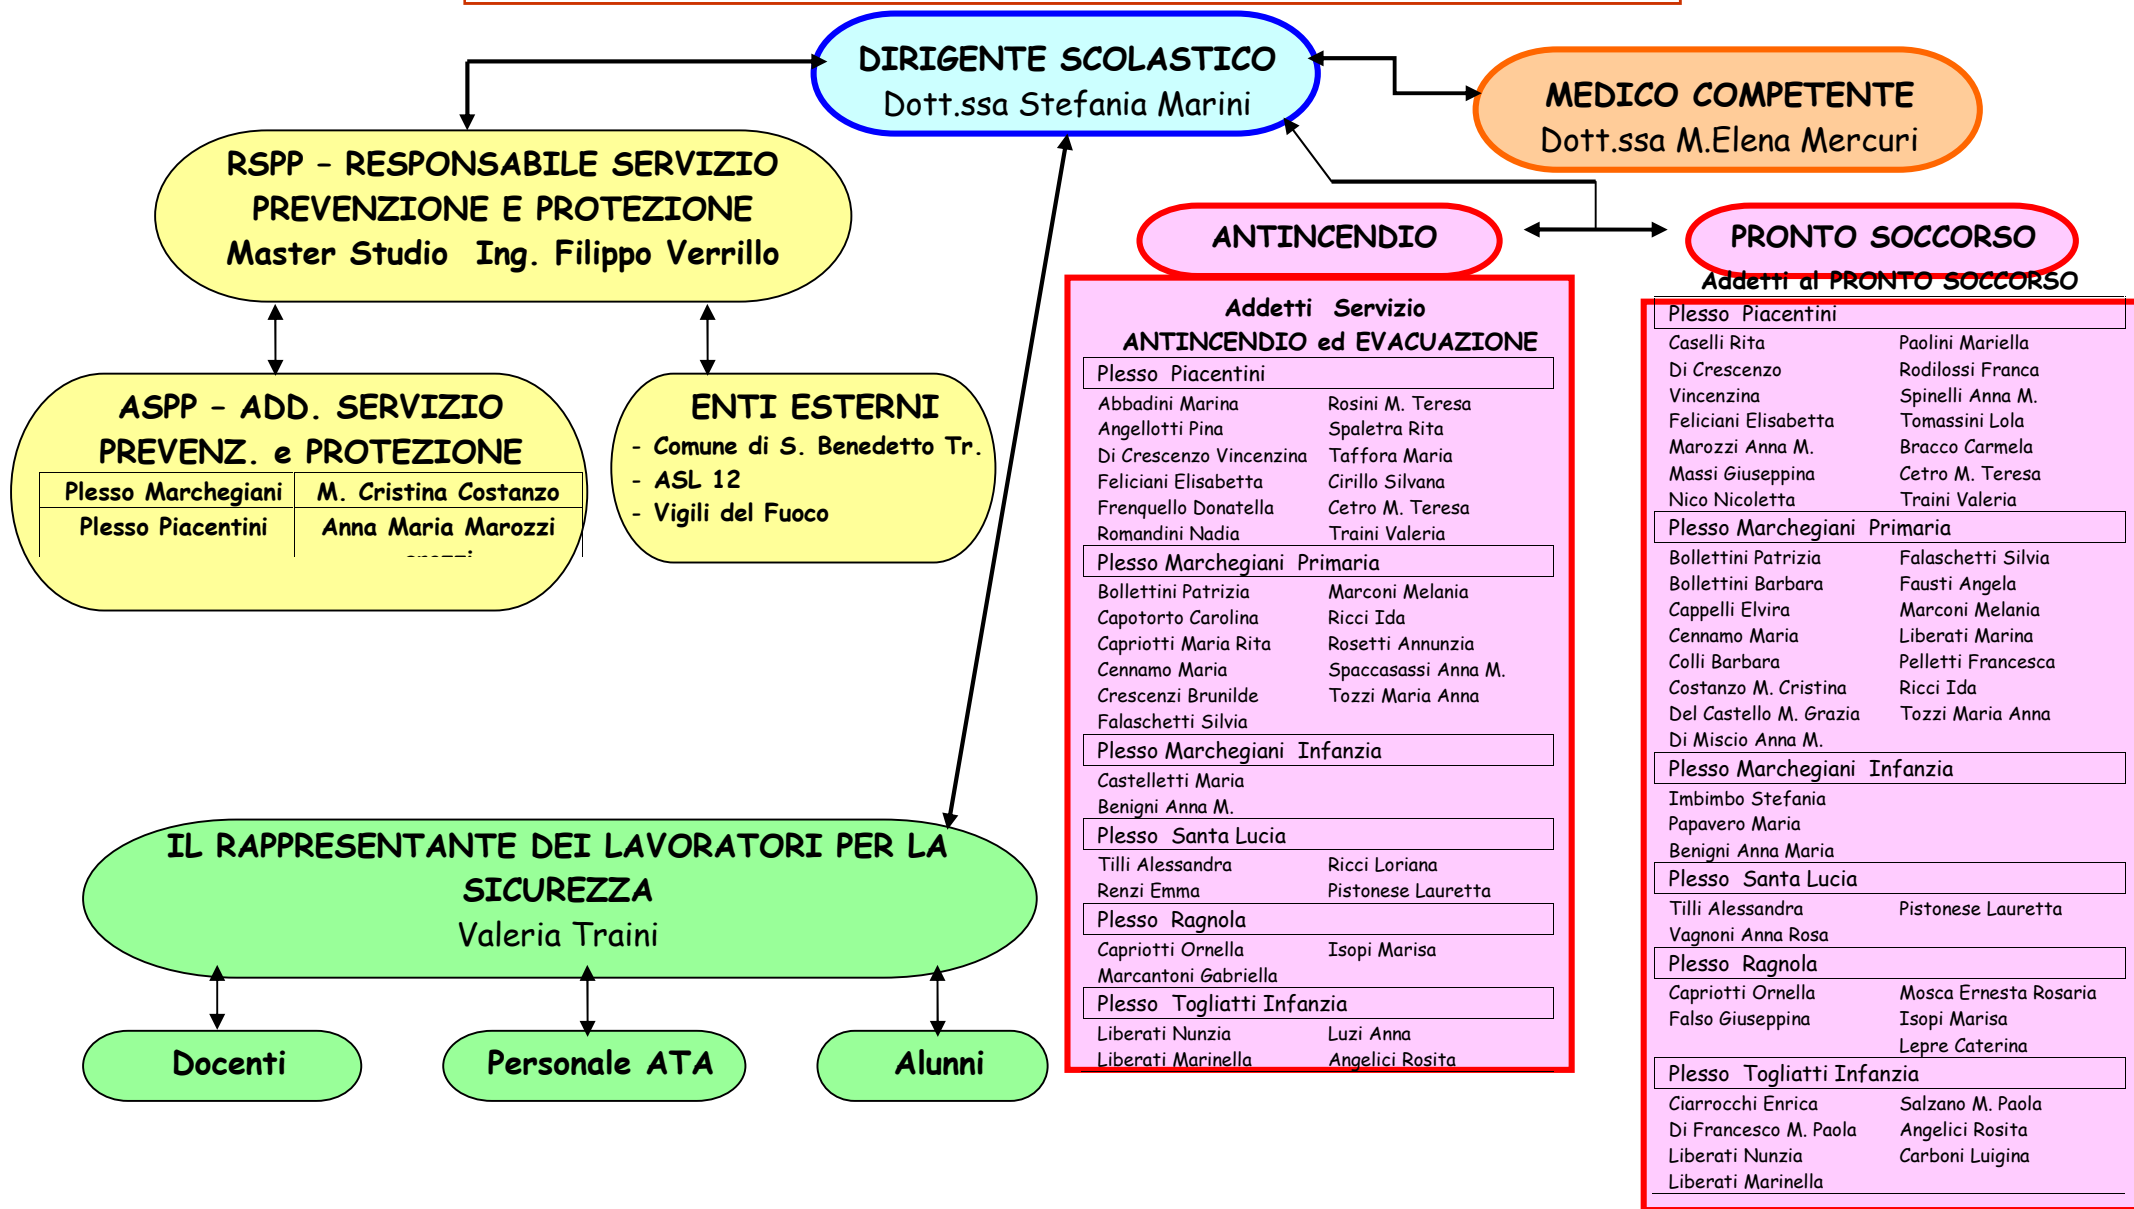 DIRIGENTE SCOLASTICO
Dott.ssa Stefania Marini
MEDICO COMPETENTE
Dott.ssa M.Elena Mercuri
RSPP – RESPONSABILE SERVIZIO
PREVENZIONE E PROTEZIONE
Master Studio Ing. Filippo Verrillo
ASPP – ADD. SERVIZIO
PREVENZ. e PROTEZIONE
Plesso Marchegiani M. Cristina Costanzo
Plesso Piacentini Anna Maria Marozzi
ENTI ESTERNI
- Comune di S. Benedetto Tr.
- ASL 12
- Vigili del Fuoco
IL RAPPRESENTANTE DEI LAVORATORI PER LA
SICUREZZA
Valeria Traini
Docenti
Personale ATA
Alunni
ANTINCENDIO
Addetti Servizio
ANTINCENDIO ed EVACUAZIONE
Plesso Piacentini
Abbadini Marina Rosini M. Teresa
Angellotti Pina Spaletra Rita
Di Crescenzo Vincenzina Taffora Maria
Feliciani Elisabetta Cirillo Silvana
Frenquello Donatella Cetro M. Teresa
Romandini Nadia Traini Valeria
Plesso Marchegiani Primaria
Bollettini Patrizia Marconi Melania
Capotorto Carolina Ricci Ida
Capriotti Maria Rita Rosetti Annunzia
Cennamo Maria Spaccasassi Anna M.
Crescenzi Brunilde Tozzi Maria Anna
Falaschetti Silvia
Plesso Marchegiani Infanzia
Castelletti Maria
Benigni Anna M.
Plesso Santa Lucia
Tilli Alessandra Ricci Loriana
Renzi Emma Pistonese Lauretta
Plesso Ragnola
Capriotti Ornella Isopi Marisa
Marcantoni Gabriella
Plesso Togliatti Infanzia
Liberati Nunzia Luzi Anna
Liberati Marinella Angelici Rosita
PRONTO SOCCORSO
Addetti al PRONTO SOCCORSO
Plesso Piacentini
Caselli Rita Paolini Mariella
Di Crescenzo Rodilossi Franca
Vincenzina Spinelli Anna M.
Feliciani Elisabetta Tomassini Lola
Marozzi Anna M. Bracco Carmela
Massi Giuseppina Cetro M. Teresa
Nico Nicoletta Traini Valeria
Plesso Marchegiani Primaria
Bollettini Patrizia Falaschetti Silvia
Bollettini Barbara Fausti Angela
Cappelli Elvira Marconi Melania
Cennamo Maria Liberati Marina
Colli Barbara Pelletti Francesca
Costanzo M. Cristina Ricci Ida
Del Castello M. Grazia Tozzi Maria Anna
Di Miscio Anna M.
Plesso Marchegiani Infanzia
Imbimbo Stefania
Papavero Maria
Benigni Anna Maria
Plesso Santa Lucia
Tilli Alessandra Pistonese Lauretta
Vagnoni Anna Rosa
Plesso Ragnola
Capriotti Ornella Mosca Ernesta Rosaria
Falso Giuseppina Isopi Marisa
Lepre Caterina
Plesso Togliatti Infanzia
Ciarrocchi Enrica Salzano M. Paola
Di Francesco M. Paola Angelici Rosita
Liberati Nunzia Carboni Luigina
Liberati Marinella